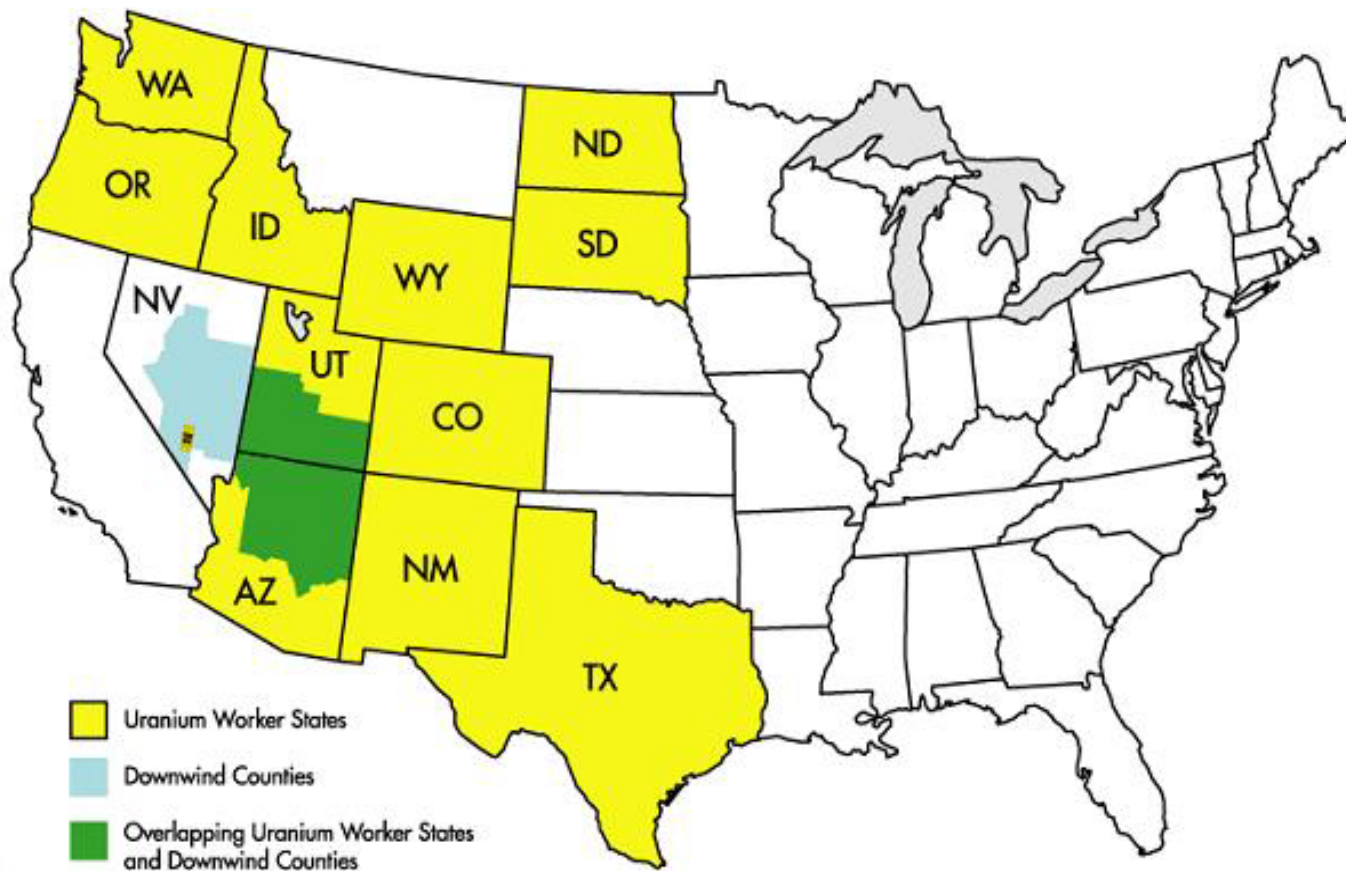 WA
OR
ID
ND
SD
WY
NV
UT
CO
AZ
NM
TX
Uranium Worker States
Downwind Counties
Overlapping Uranium Worker States
and Downwind Counties